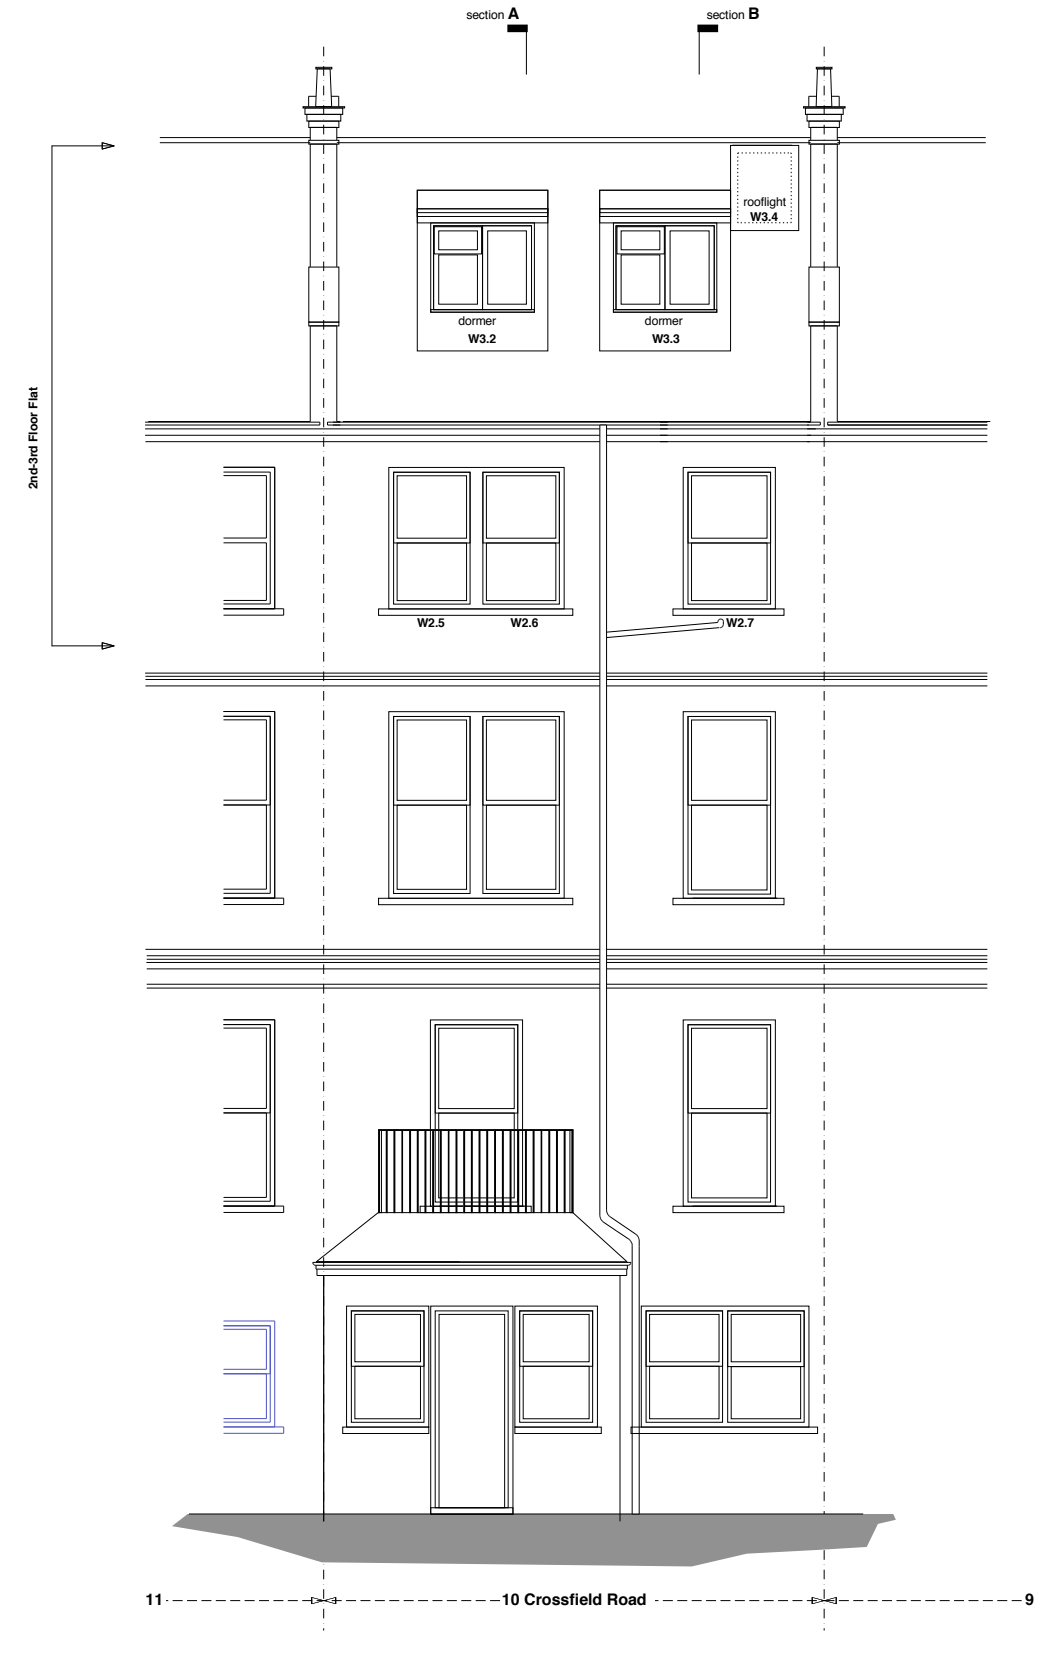 section A
section B
rooflight
W3.4
dormer
W3.2
dormer
W3.3
2nd-3rd Floor Flat
W2.5
W2.6
W2.7
11
10 Crossfield Road
9